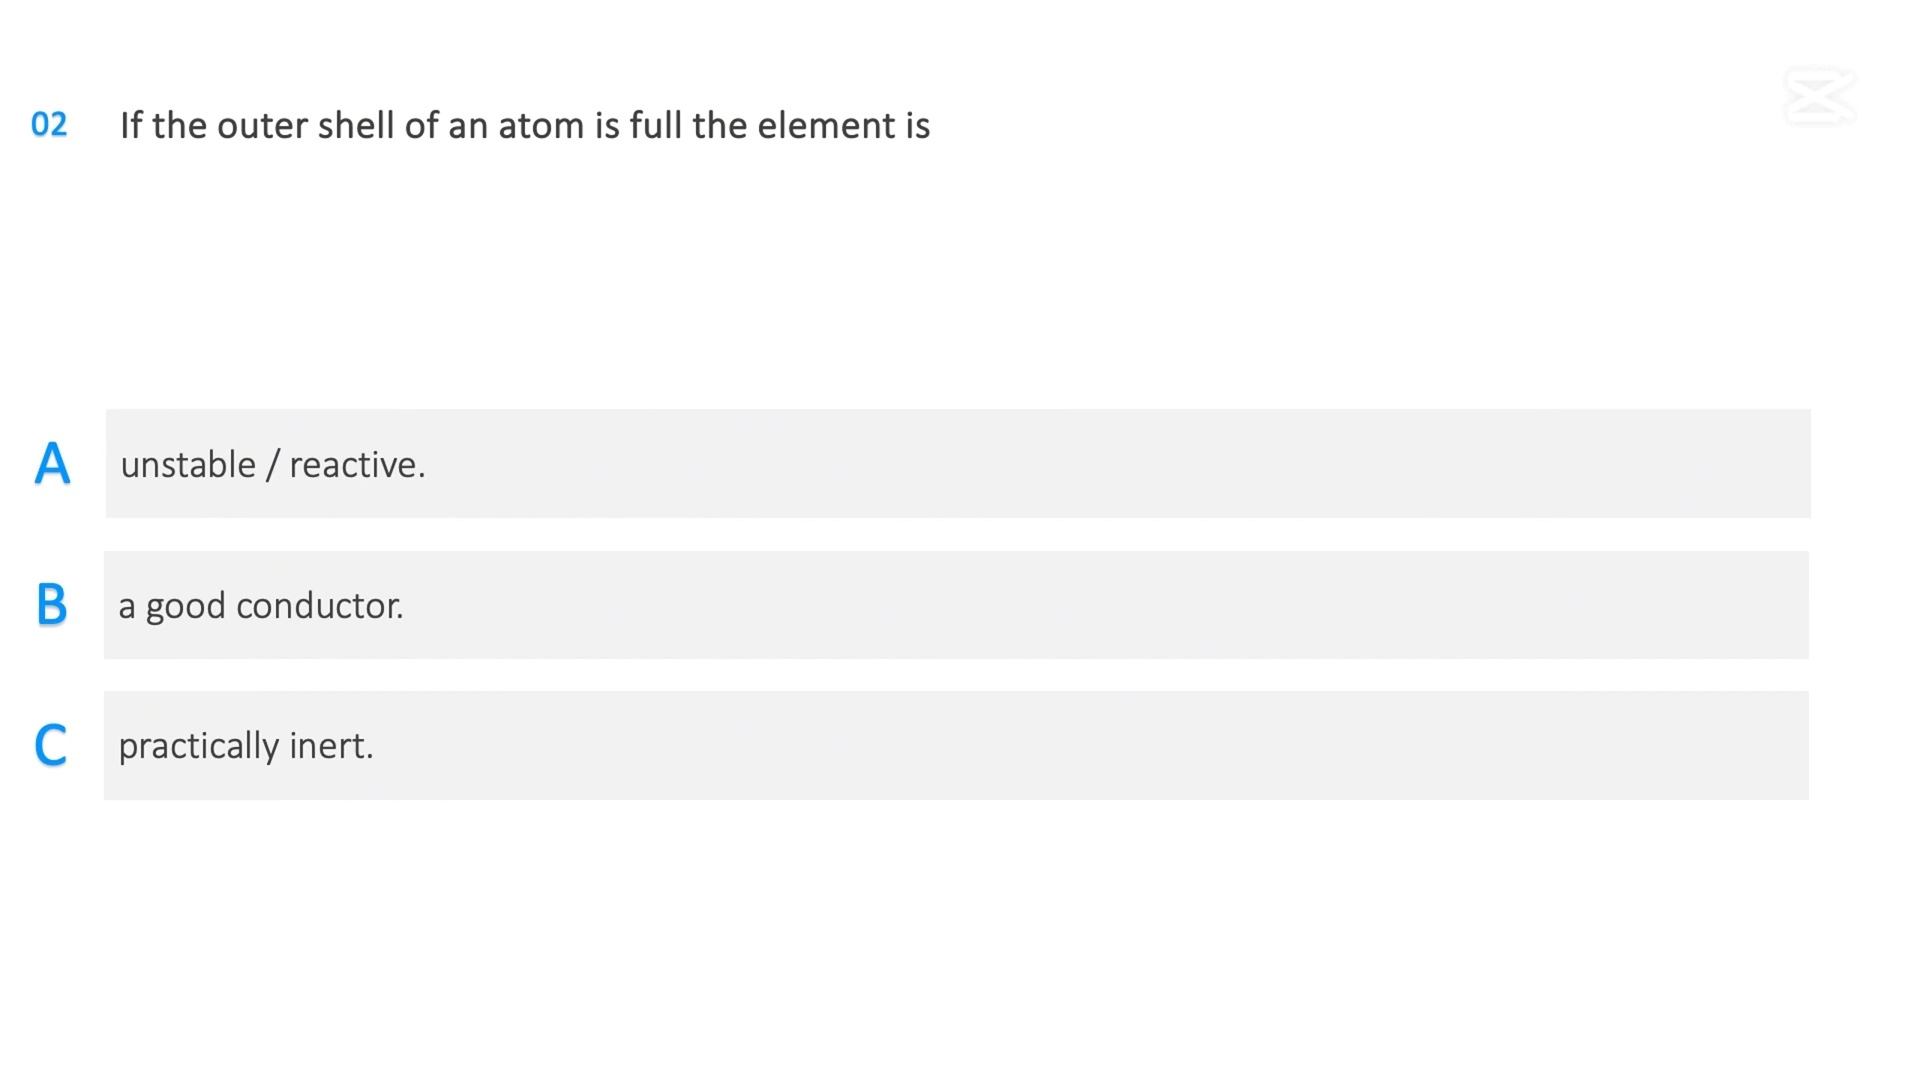 02 If the outer shell of an atom is full the element is
A unstable / reactive.
B a good conductor.
C practically inert.